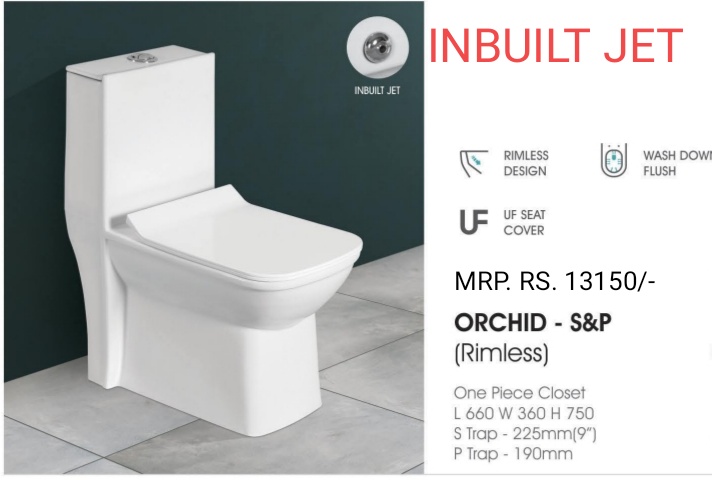 INBUILT JET
INBUILT JET
RIMLESS
DESIGN
WASH DOWN
FLUSH
UF
UF SEAT
COVER
MRP. RS. 13150/-
ORCHID - S&P
(Rimless)
One Piece Closet
L 660 W 360 H 750
S Trap - 225mm(9")
P Trap - 190mm